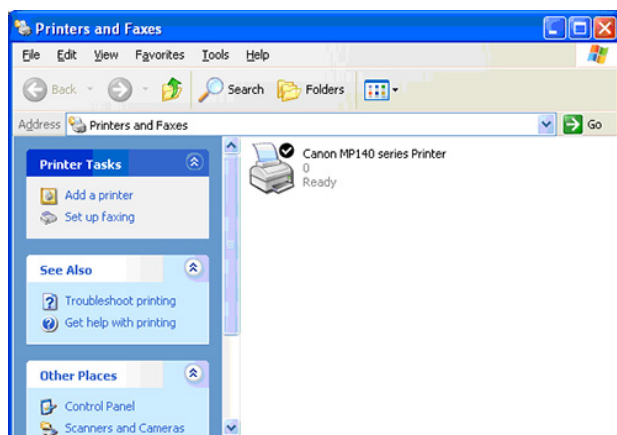 Printers and Faxes
File Edit View Favorites Tools Help
Back Search Folders
Address Printers and Faxes Go
Printer Tasks
Add a printer
Set up faxing
See Also
Troubleshoot printing
Get help with printing
Other Places
Control Panel
Scanners and Cameras
Canon MP140 series Printer
0
Ready